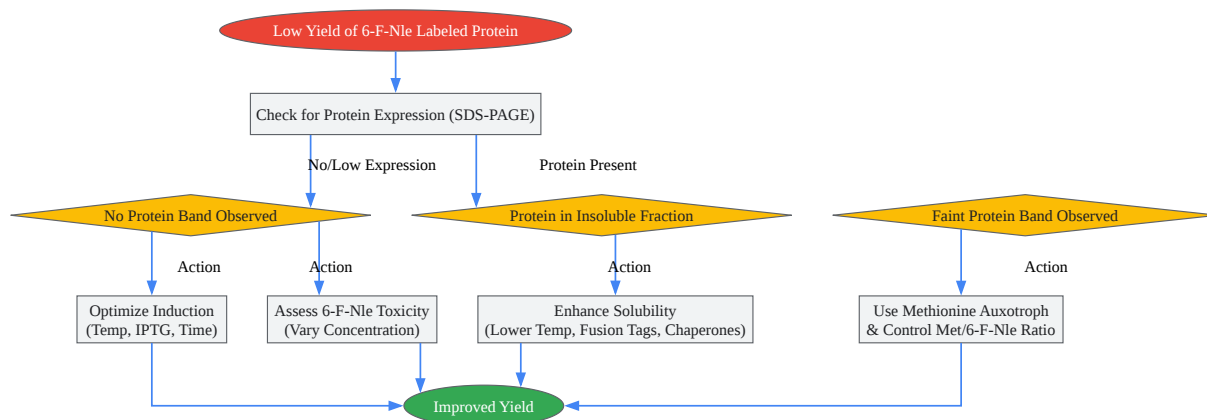 Low Yield of 6-F-Nle Labeled Protein
Check for Protein Expression (SDS-PAGE)
No/Low Expression
Protein Present
No Protein Band Observed
Protein in Insoluble Fraction
Faint Protein Band Observed
Action
Action
Action
Action
Optimize Induction
(Temp, IPTG, Time)
Assess 6-F-Nle Toxicity
(Vary Concentration)
Enhance Solubility
(Lower Temp, Fusion Tags, Chaperones)
Use Methionine Auxotroph
& Control Met/6-F-Nle Ratio
Improved Yield